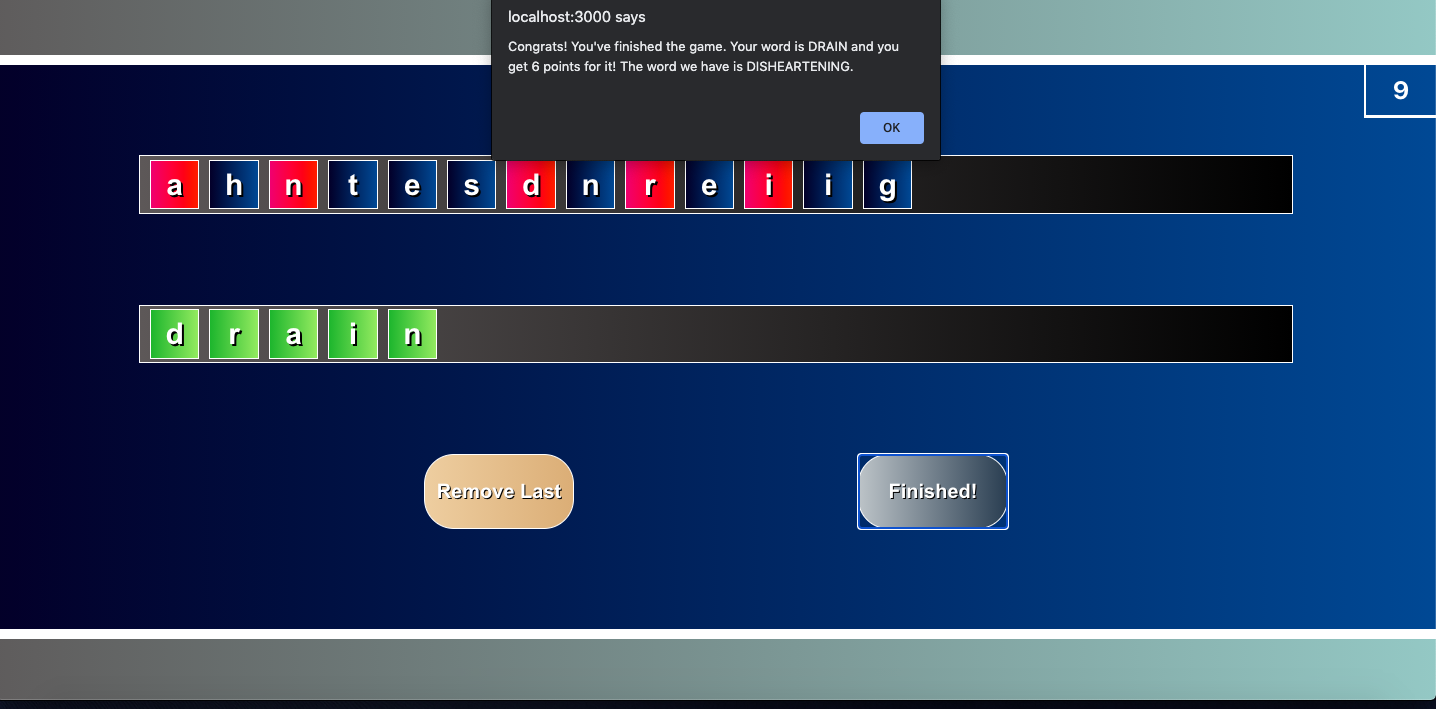 localhost:3000 says
Congrats! You've finished the game. Your word is DRAIN and you
get 6 points for it! The word we have is DISHEARTENING.
OK
9
a h n t e s d n r e i i g
d r a i n
Remove Last
Finished!